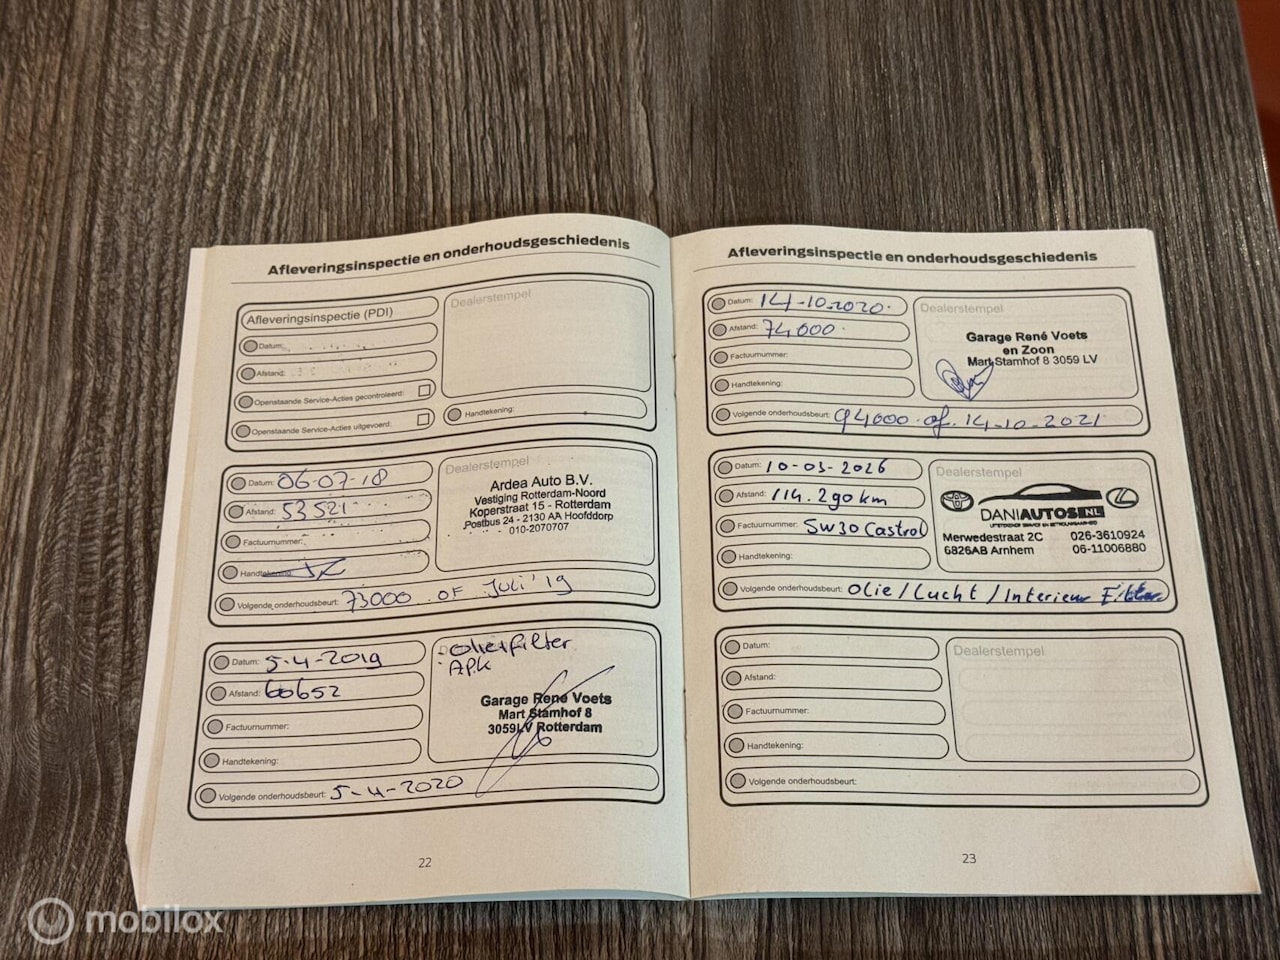 Afleveringsinspectie en onderhoudsgeschiedenis
Afleveringsinspectie (PDI)
Datum:
Afstand:
Openstaande Service-Acties gecontroleerd:
Openstaande Service-Acties uitgevoerd:
Dealerstempel
Handtekening:
Datum: 06-07-18
Afstand: 53521
Factuurnummer:
Handtekening:
Volgende onderhoudsbeurt: 73000 OF JULI '19
Dealerstempel
Ardea Auto B.V.
Vestiging Rotterdam-Noord
Koperstraat 15 - Rotterdam
Postbus 24 - 2130 AA Hoofddorp
010-2070707
Datum: 5-4-2019
Afstand: 60652
Factuurnummer:
Handtekening:
Volgende onderhoudsbeurt: 5-4-2020
- olie+filter
- APK
Garage René Voets
Mart Stamhof 8
3059LV Rotterdam
22
Afleveringsinspectie en onderhoudsgeschiedenis
Datum: 14-10-2020
Afstand: 74000
Factuurnummer:
Handtekening:
Volgende onderhoudsbeurt: 94000 of 14-10-2021
Dealerstempel
Garage René Voets
en Zoon
Mart Stamhof 8 3059 LV
Datum: 10-03-2026
Afstand: 114.290 km
Factuurnummer: 5w30 Castrol
Handtekening:
Volgende onderhoudsbeurt: Olie / Lucht / Interieur Filter
Dealerstempel
DANIAUTOS.NL
Merwedestraat 2C 026-3610924
6826AB Arnhem 06-11006880
Datum:
Afstand:
Factuurnummer:
Handtekening:
Volgende onderhoudsbeurt:
Dealerstempel
23
mobilox